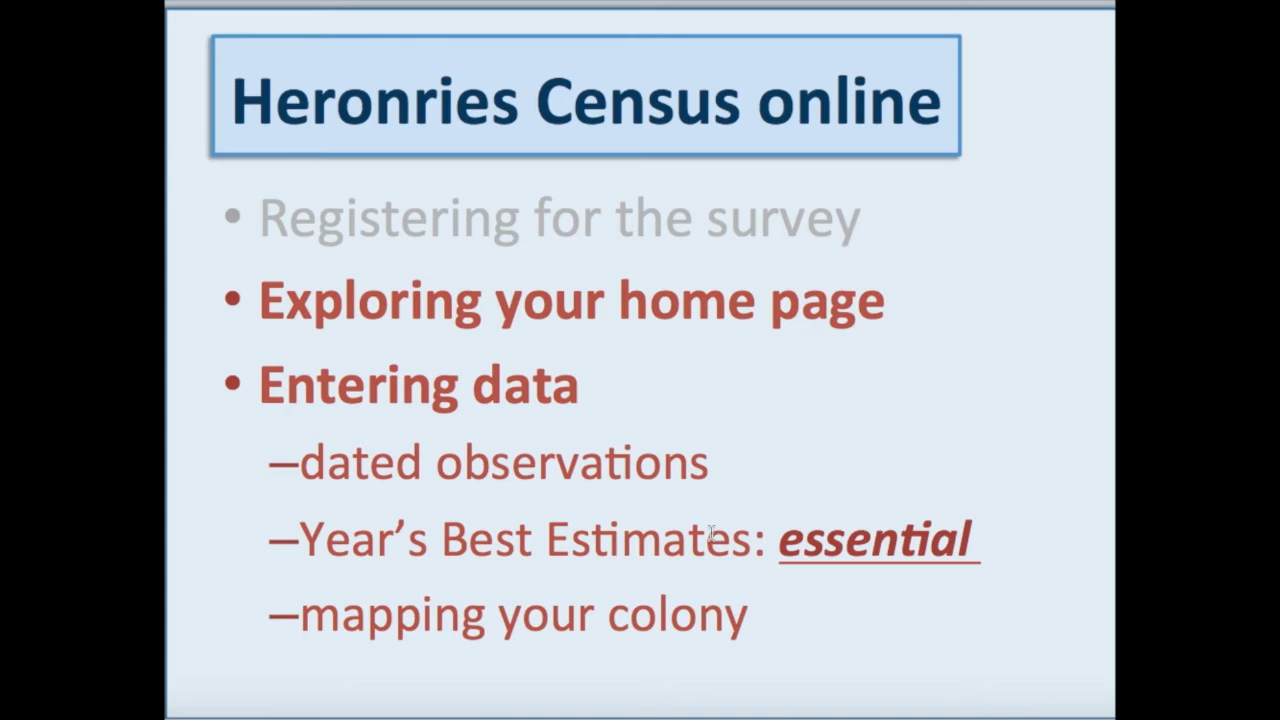 Heronries Census online
• Registering for the survey
• Exploring your home page
• Entering data
–dated observations
–Year’s Best Estimates: essential
–mapping your colony